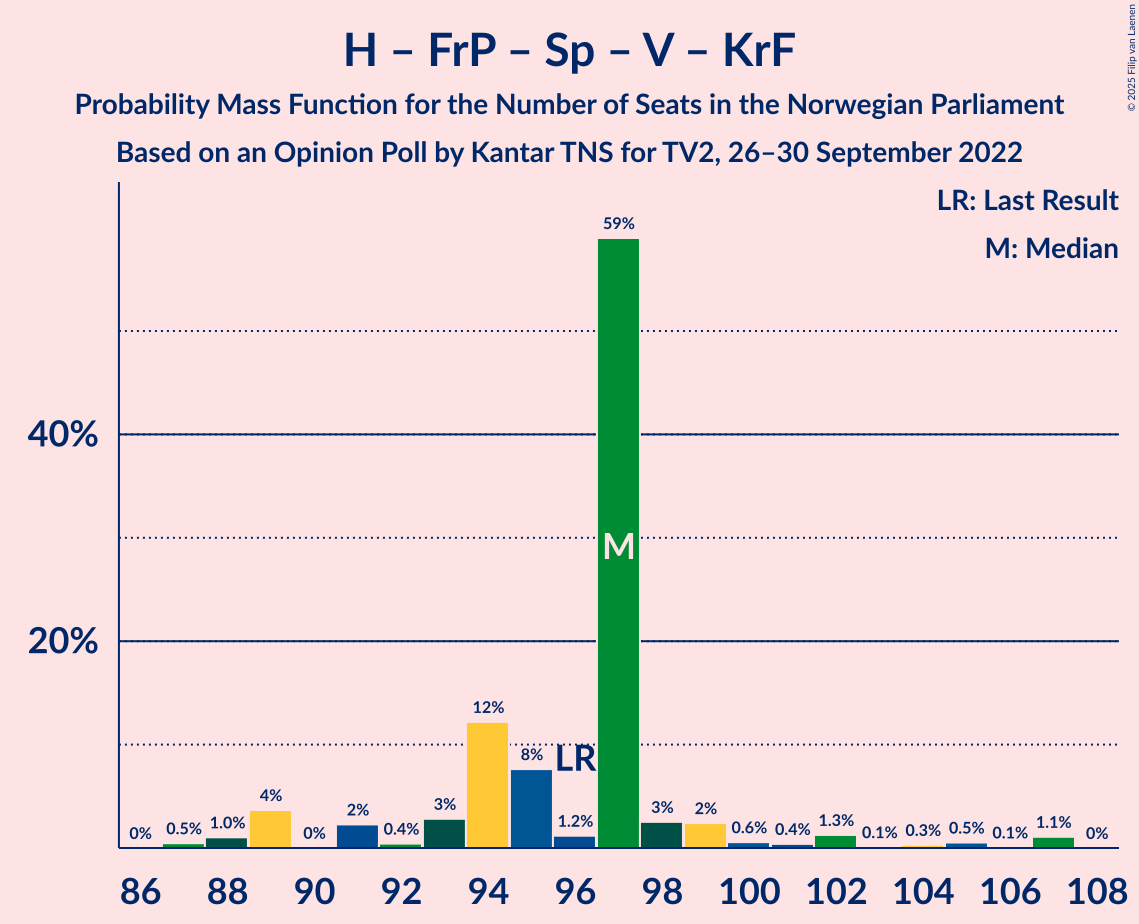 H – FrP – Sp – V – KrF
Probability Mass Function for the Number of Seats in the Norwegian Parliament
Based on an Opinion Poll by Kantar TNS for TV2, 26–30 September 2022
© 2025 Filip van Laenen
LR: Last Result
M: Median
40%
20%
0%
0.5%
1.0%
4%
0%
2%
0.4%
3%
12%
8%
1.2%
LR
59%
M
3%
2%
0.6%
0.4%
1.3%
0.1%
0.3%
0.5%
0.1%
1.1%
0%
86 88 90 92 94 96 98 100 102 104 106 108